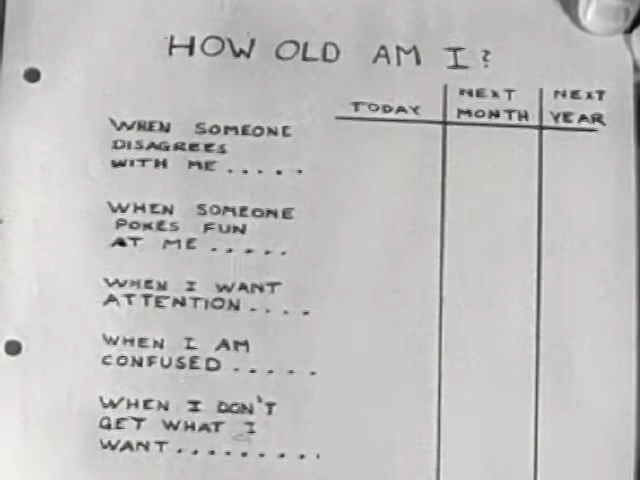 HOW OLD AM I?
TODAY
NEXT
MONTH
NEXT
YEAR
WHEN SOMEONE
DISAGREES
WITH ME .....
WHEN SOMEONE
POKES FUN
AT ME .....
WHEN I WANT
ATTENTION ....
WHEN I AM
CONFUSED .....
WHEN I DON'T
GET WHAT I
WANT .........